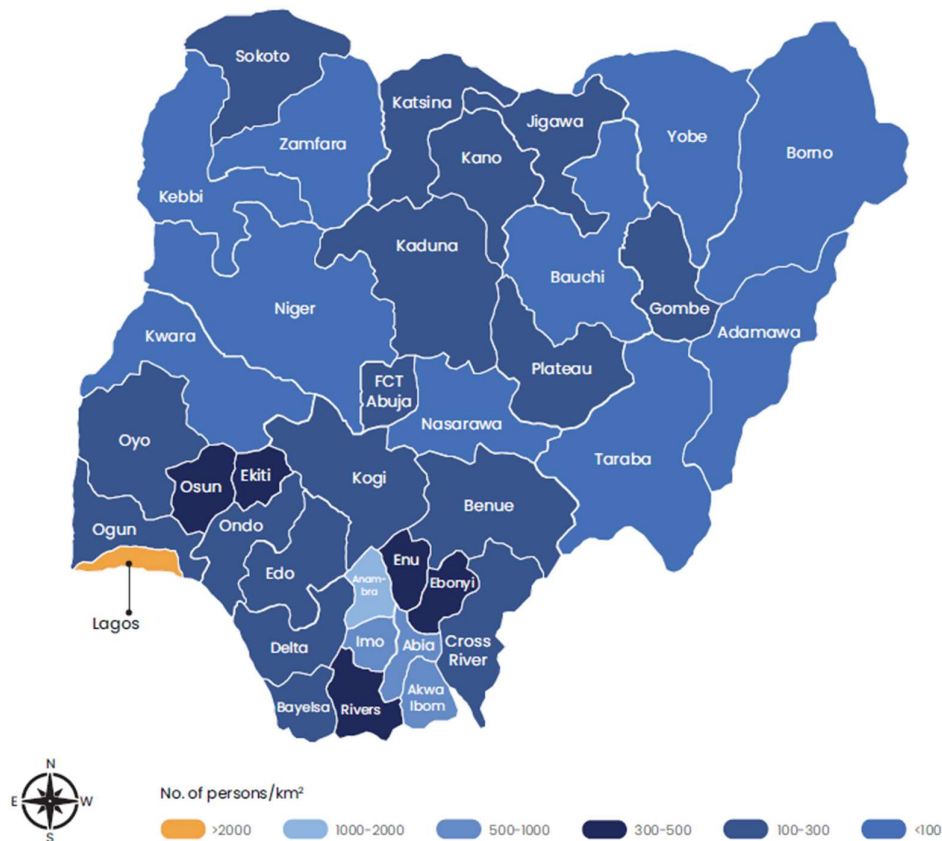 Sokoto
Katsina
Jigawa
Zamfara
Kano
Yobe
Borno
Kebbi
Kaduna
Bauchi
Niger
Gombe
Adamawa
Kwara
Plateau
FCT
Abuja
Nasarawa
Oyo
Taraba
Osun
Ekiti
Kogi
Benue
Ogun
Ondo
Enu
Edo
Anam-
bra
Ebonyi
Lagos
Delta
Imo
Abia
Cross
River
Akwa
Ibom
Bayelsa
Rivers
N
E W
S
No. of persons/km²
>2000 1000-2000 500-1000 300-500 100-300 <100